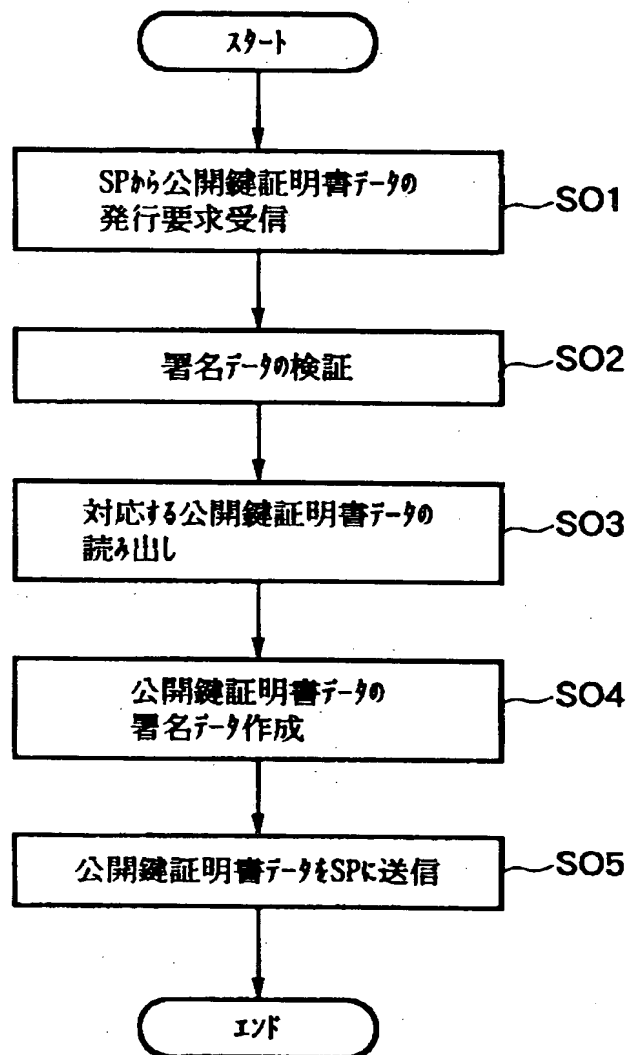 スタート
SPから公開鍵証明書データの
発行要求受信
SO1
署名データの検証
SO2
対応する公開鍵証明書データの
読み出し
SO3
公開鍵証明書データの
署名データ作成
SO4
公開鍵証明書データをSPに送信
SO5
エンド